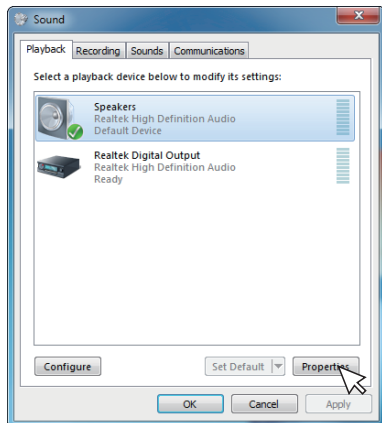 Sound
Playback Recording Sounds Communications
Select a playback device below to modify its settings:
Speakers
Realtek High Definition Audio
Default Device
Realtek Digital Output
Realtek High Definition Audio
Ready
Configure Set Default Properties
OK Cancel Apply